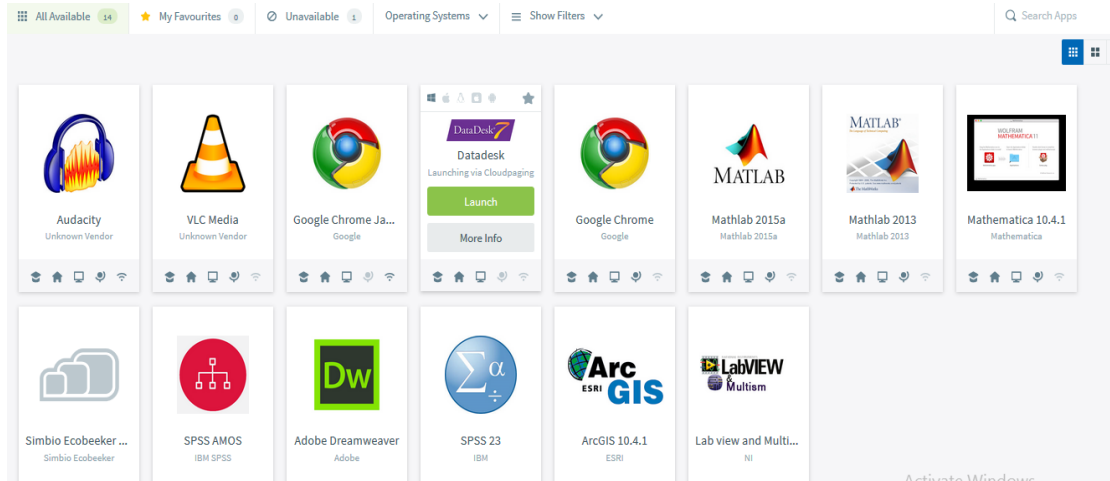 All Available 14 My Favourites 0 Unavailable 1 Operating Systems Show Filters Search Apps
DataDesk 7
Datadesk
Launching via Cloudpaging
Launch
More Info
MATLAB
MATLAB
WOLFRAM
MATHEMATICA 11
Audacity
Unknown Vendor
VLC Media
Unknown Vendor
Google Chrome Ja...
Google
Google Chrome
Google
Mathlab 2015a
Mathlab 2015a
Mathlab 2013
Mathlab 2013
Mathematica 10.4.1
Mathematica
Dw
Σ α ÷
Arc
ESRI GIS
LabVIEW
&
Multism
Simbio Ecobeeker ...
Simbio Ecobeeker
SPSS AMOS
IBM SPSS
Adobe Dreamweaver
Adobe
SPSS 23
IBM
ArcGIS 10.4.1
ESRI
Lab view and Multi...
NI
Activate Windows